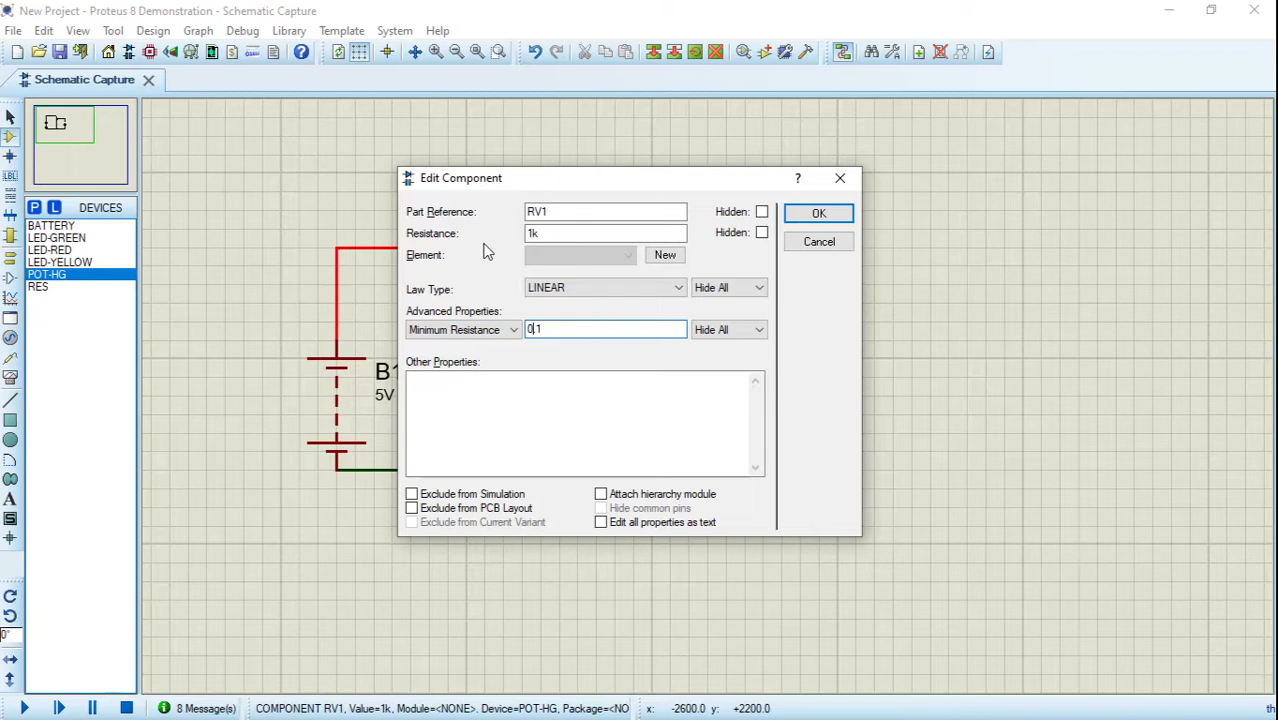 New Project - Proteus 8 Demonstration - Schematic Capture
File Edit View Tool Graph Debug Library Template System Help
Schematic Capture
LBL
P L DEVICES
BATTERY
LED-GREEN
LED-RED
LED-YELLOW
POT-HG
RES
B1
5V
Edit Component
Part Reference: RV1 Hidden:
Resistance: 1k Hidden:
Element: New
Law Type: LINEAR Hide All
Advanced Properties:
Minimum Resistance 0.1 Hide All
Other Properties:
Exclude from Simulation Attach hierarchy module
Exclude from PCB Layout Hide common pins
Exclude from Current Variant Edit all properties as text
OK
Cancel
A
S
0°
8 Message(s) COMPONENT RV1, Value=1k, Module=<NONE>. Device=POT-HG, Package=<NO x: -2600.0 y: +2200.0 th